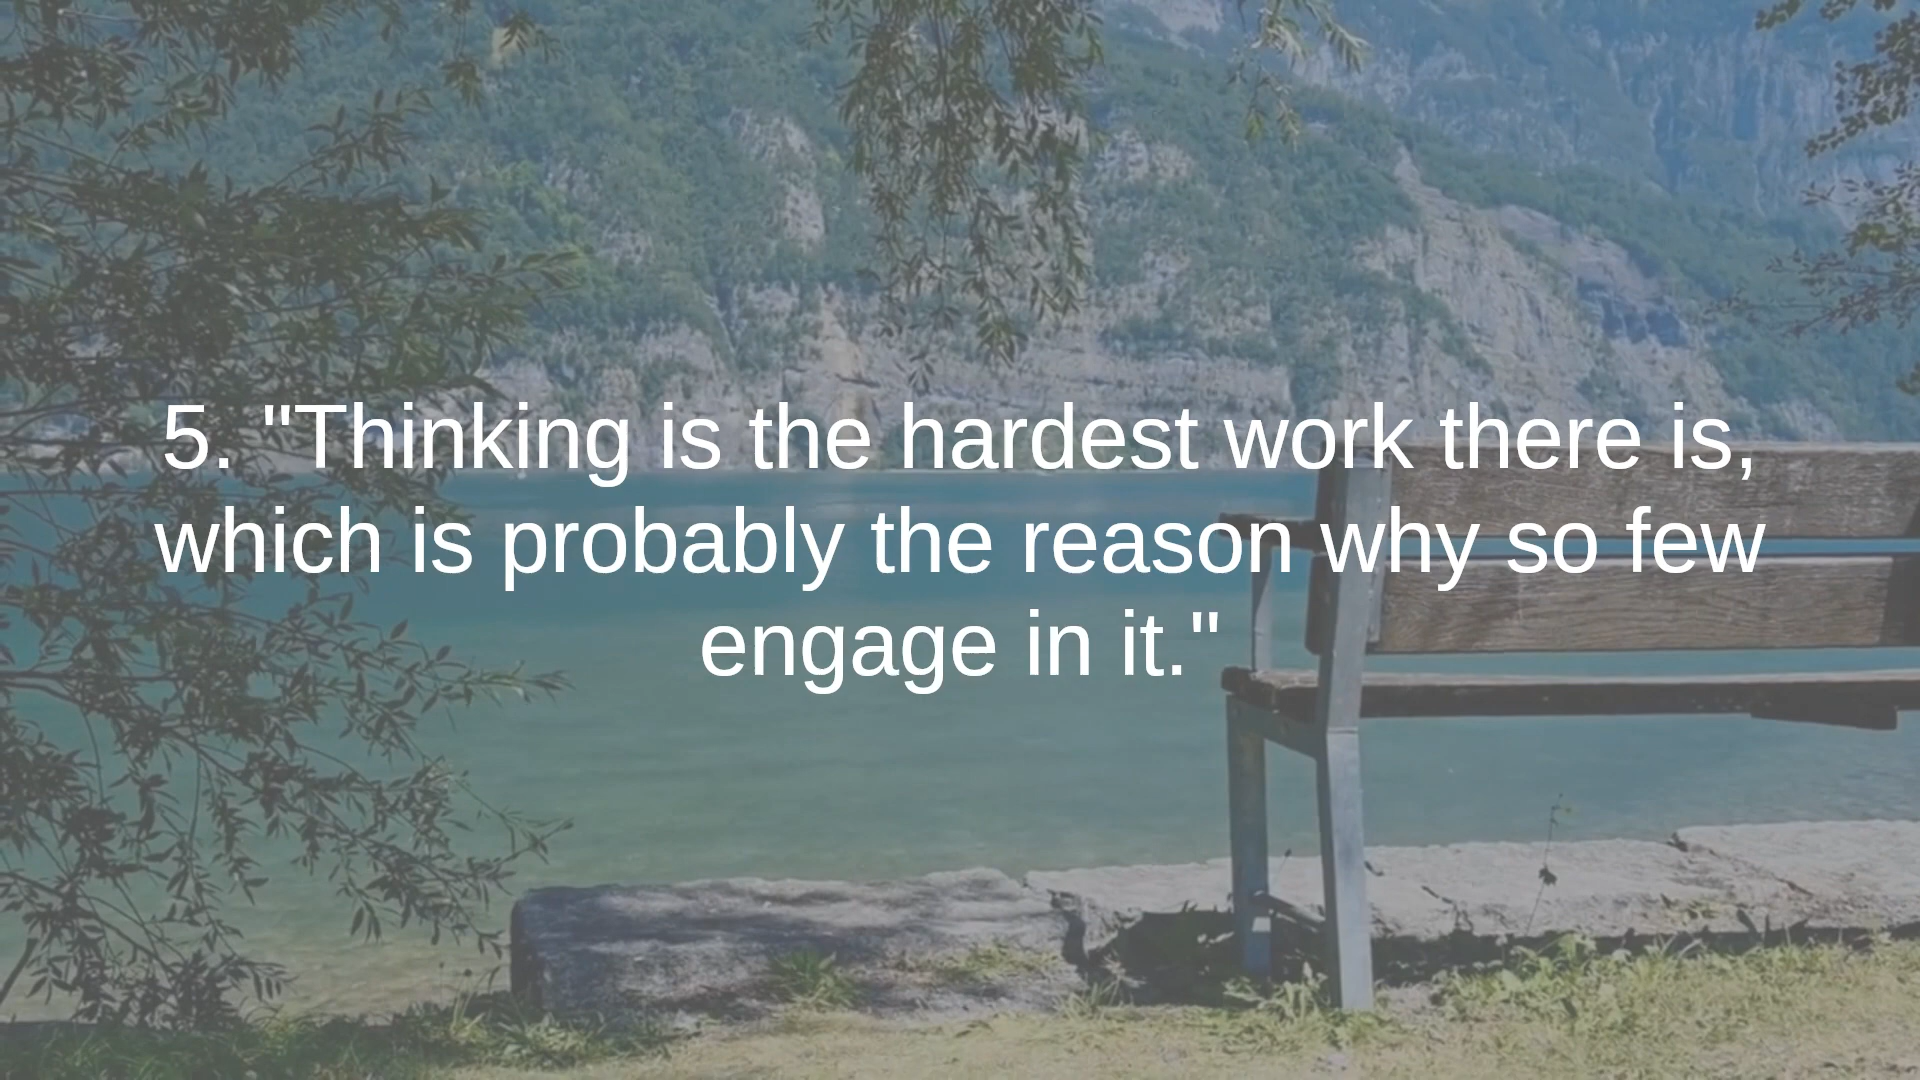 5. "Thinking is the hardest work there is,
which is probably the reason why so few
engage in it."